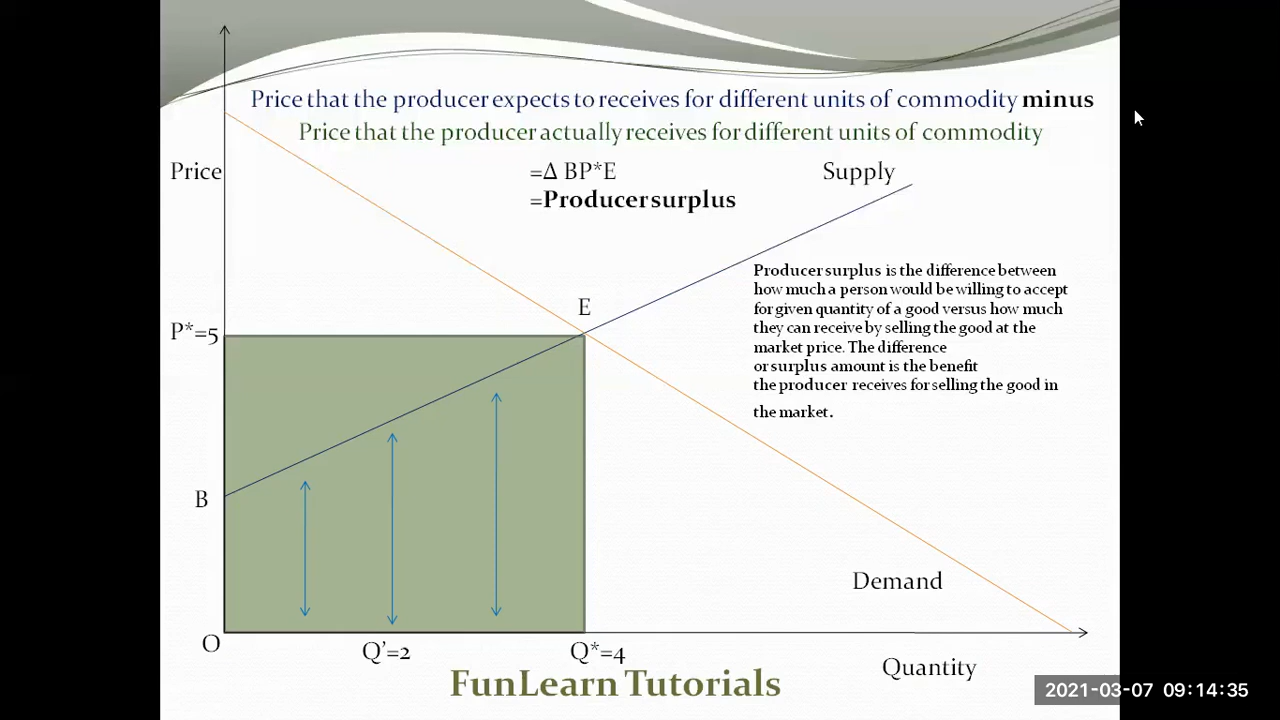 Price that the producer expects to receives for different units of commodity minus
Price that the producer actually receives for different units of commodity
Price
=Δ BP*E
=Producer surplus
Supply
Producer surplus is the difference between
how much a person would be willing to accept
for given quantity of a good versus how much
they can receive by selling the good at the
market price. The difference
or surplus amount is the benefit
the producer receives for selling the good in
the market.
E
P*=5
B
Demand
O
Q’=2
Q*=4
Quantity
FunLearn Tutorials
2021-03-07 09:14:35